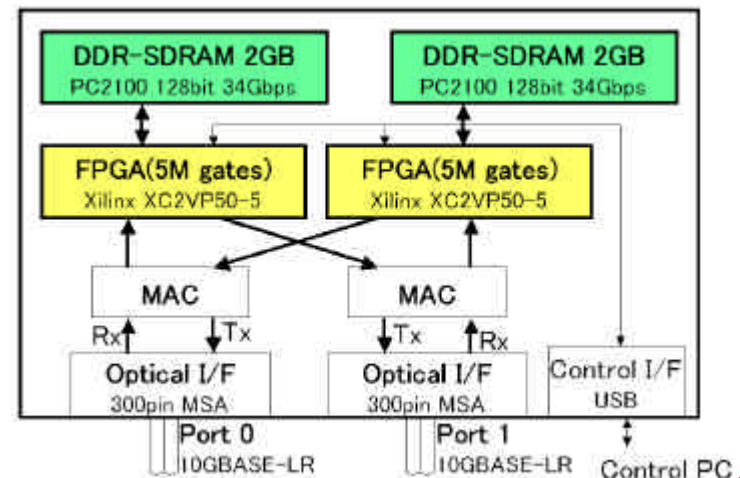 DDR-SDRAM 2GB
PC2100 128bit 34Gbps
DDR-SDRAM 2GB
PC2100 128bit 34Gbps
FPGA(5M gates)
Xilinx XC2VP50-5
FPGA(5M gates)
Xilinx XC2VP50-5
MAC
MAC
Rx
Tx
Tx
Rx
Optical I/F
300pin MSA
Optical I/F
300pin MSA
Control I/F
USB
Port 0
10GBASE-LR
Port 1
10GBASE-LR
Control PC